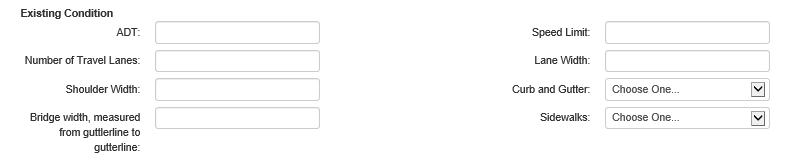 Existing Condition
ADT:
Speed Limit:
Number of Travel Lanes:
Lane Width:
Shoulder Width:
Curb and Gutter:
Choose One...
Bridge width, measured
from guttlerline to
gutterline:
Sidewalks:
Choose One...